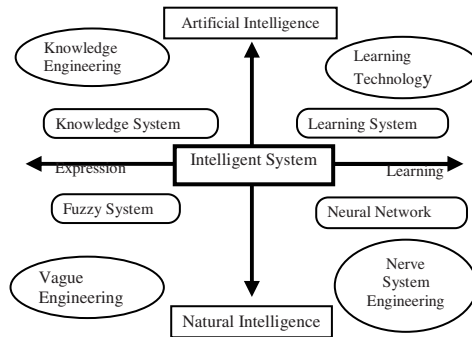 Artificial Intelligence
Knowledge
Engineering
Learning
Technology
Knowledge System
Learning System
Intelligent System
Expression
Learning
Fuzzy System
Neural Network
Vague
Engineering
Nerve
System
Engineering
Natural Intelligence